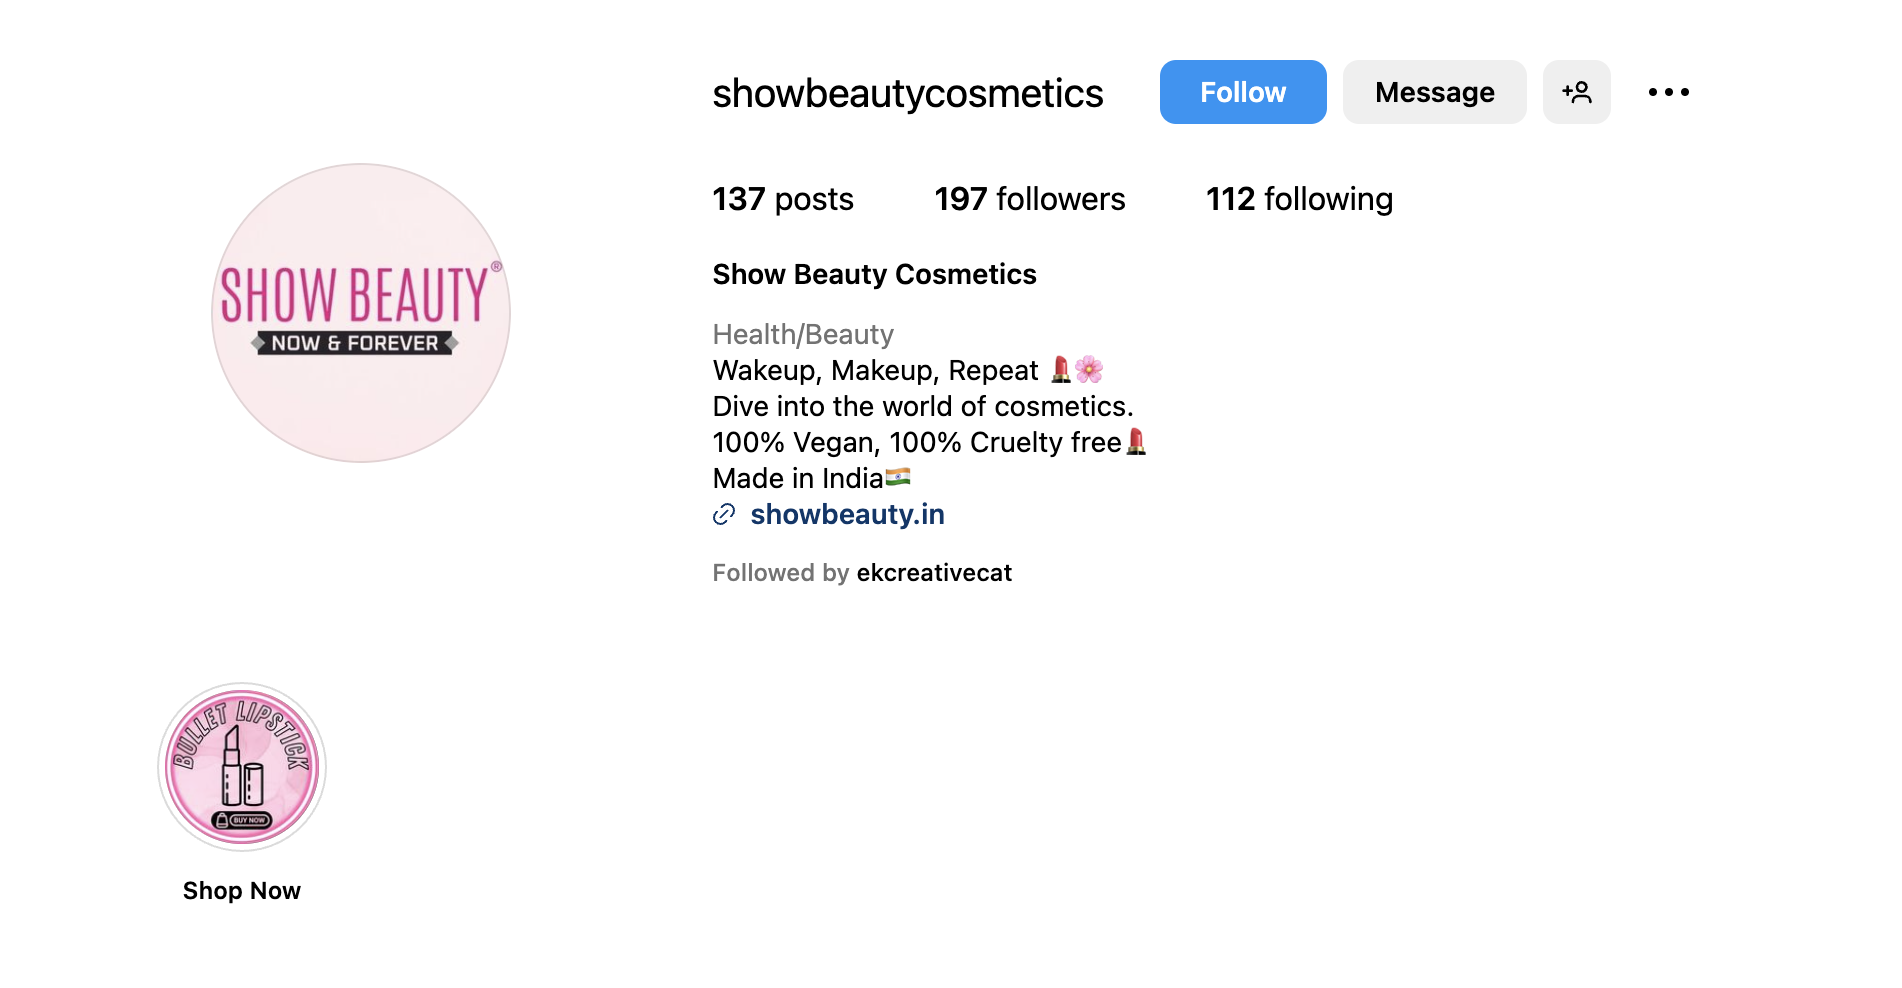 showbeautycosmetics Follow Message
137 posts 197 followers 112 following
SHOW BEAUTY®
NOW & FOREVER
Show Beauty Cosmetics
Health/Beauty
Wakeup, Makeup, Repeat 💄🌸
Dive into the world of cosmetics.
100% Vegan, 100% Cruelty free💄
Made in India🇮🇳
showbeauty.in
Followed by ekcreativecat
BULLET LIPSTICK
BUY NOW
Shop Now